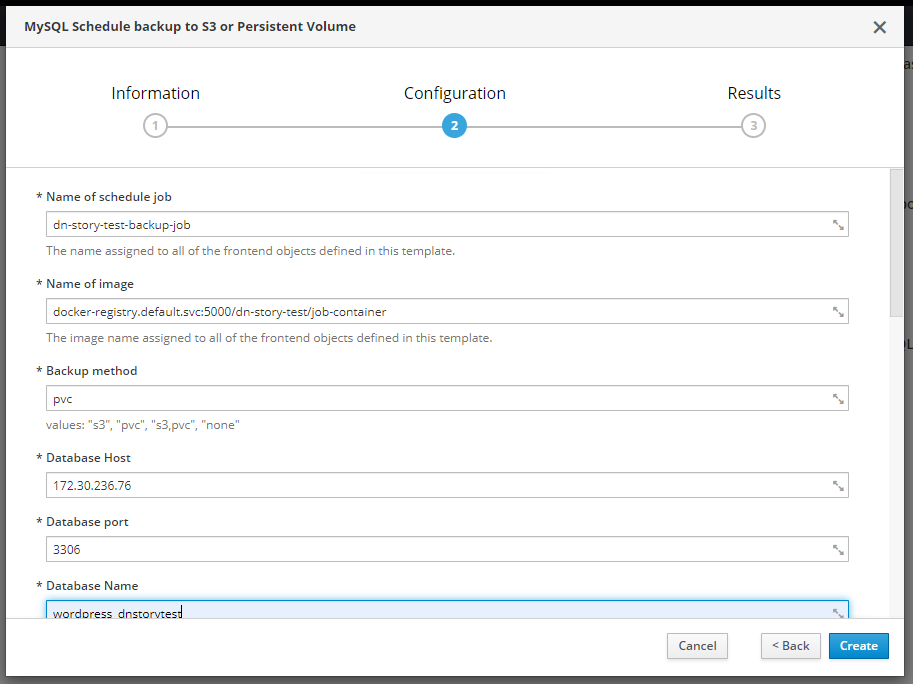 MySQL Schedule backup to S3 or Persistent Volume
Information
Configuration
Results
1
2
3
* Name of schedule job
dn-story-test-backup-job
The name assigned to all of the frontend objects defined in this template.
* Name of image
docker-registry.default.svc:5000/dn-story-test/job-container
The image name assigned to all of the frontend objects defined in this template.
* Backup method
pvc
values: "s3", "pvc", "s3,pvc", "none"
* Database Host
172.30.236.76
* Database port
3306
* Database Name
wordpress_dnstorytest
Cancel
< Back
Create